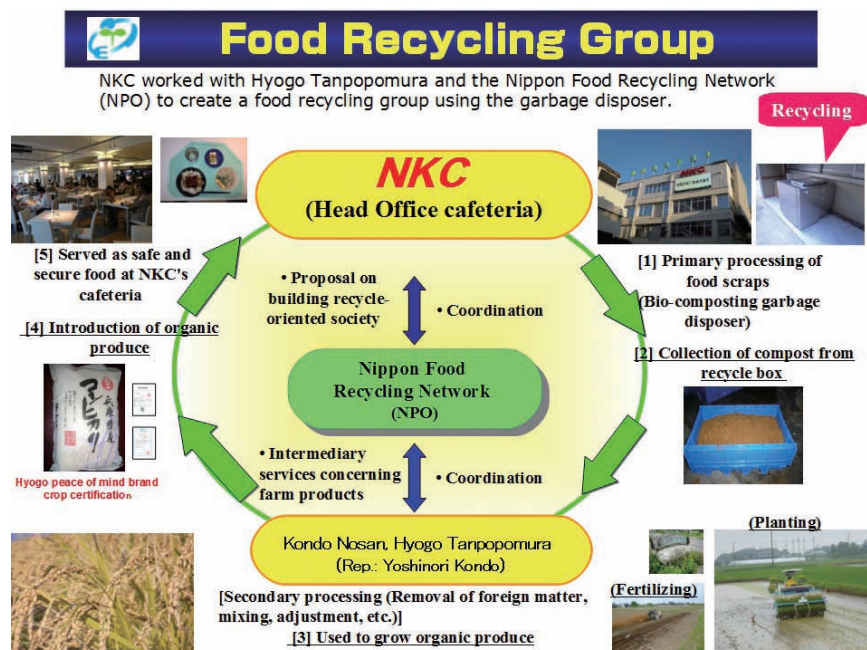 Food Recycling Group
NKC worked with Hyogo Tanpopomura and the Nippon Food Recycling Network
(NPO) to create a food recycling group using the garbage disposer.
Recycling
NKC
(Head Office cafeteria)
NKC
[1] Primary processing of
food scraps
(Bio-composting garbage
disposer)
[2] Collection of compost from
recycle box
[5] Served as safe and
secure food at NKC's
cafeteria
[4] Introduction of organic
produce
兵庫県産
Hyogo peace of mind brand
crop certification
• Proposal on
building recycle-
oriented society
• Coordination
Nippon Food
Recycling Network
(NPO)
• Intermediary
services concerning
farm products
• Coordination
Kondo Nosan, Hyogo Tanpopomura
(Rep.: Yoshinori Kondo)
[Secondary processing (Removal of foreign matter,
mixing, adjustment, etc.)]
[3] Used to grow organic produce
(Planting)
(Fertilizing)